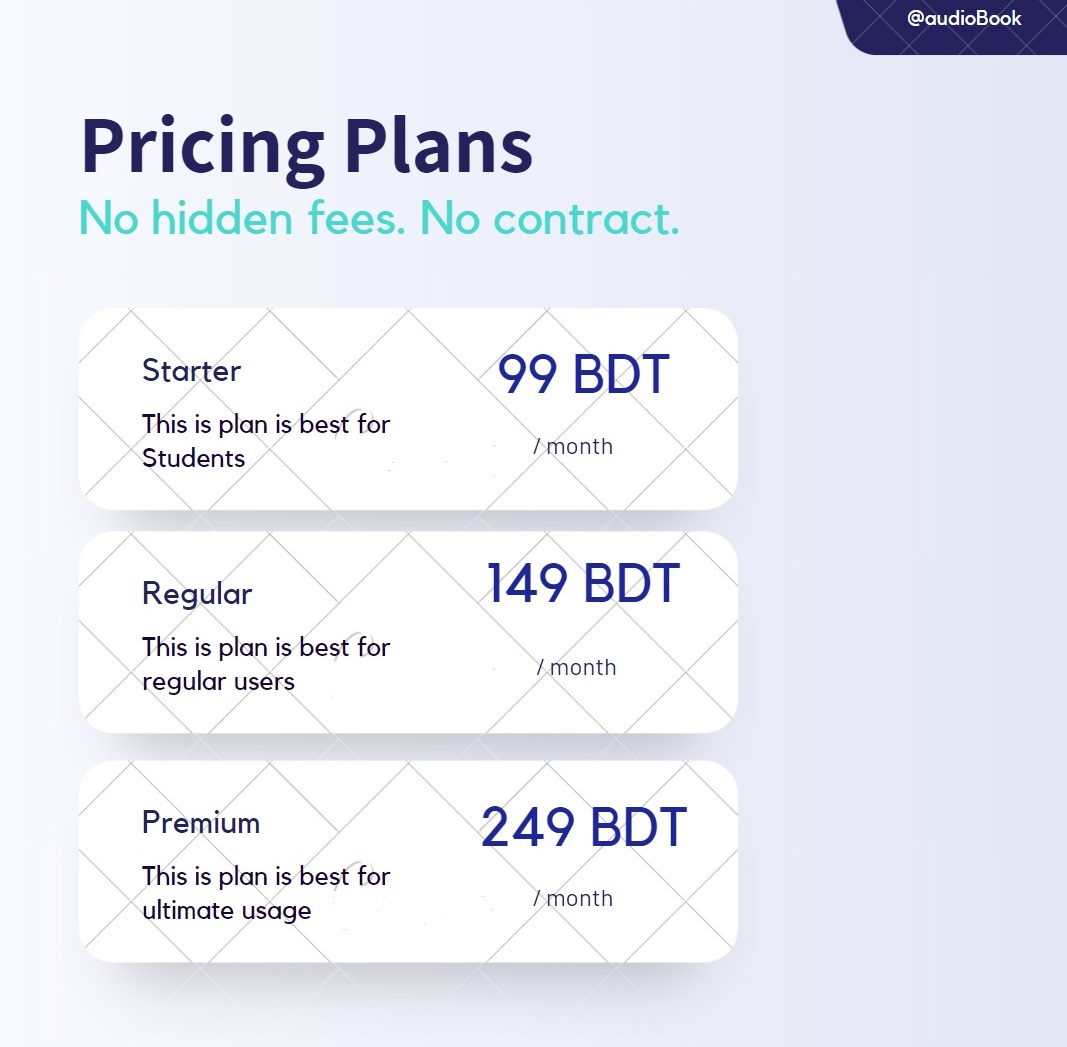 @audioBook
Pricing Plans
No hidden fees. No contract.
Starter
This is plan is best for
Students
99 BDT
/ month
Regular
This is plan is best for
regular users
149 BDT
/ month
Premium
This is plan is best for
ultimate usage
249 BDT
/ month